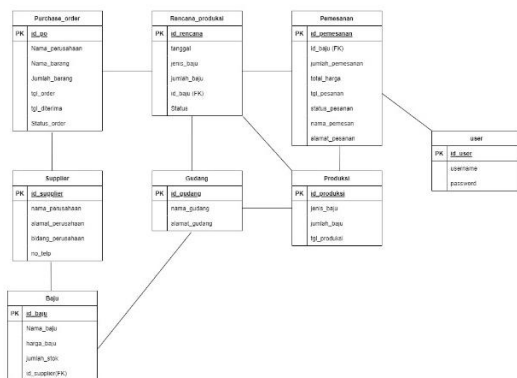 Purchase_order
PK id_po
Nama_perusahaan
Nama_barang
Jumlah_barang
tgl_order
tgl_diterima
Status_order
Rencana_produksi
PK id_rencana
tanggal
jenis_baju
jumlah_baju
id_baju (FK)
Status
Pemesanan
PK id_pemesanan
id_baju (FK)
jumlah_pemesanan
total_harga
tgl_pesanan
status_pesanan
nama_pemesan
alamat_pesanan
user
PK id_user
username
password
Supplier
PK id_supplier
nama_perusahaan
alamat_perusahaan
bidang_perusahaan
no_telp
Gudang
PK id_gudang
nama_gudang
alamat_gudang
Produksi
PK id_produksi
jenis_baju
jumlah_baju
tgl_produksi
Baju
PK id_baju
Nama_baju
harga_baju
jumlah_stok
id_supplier(FK)